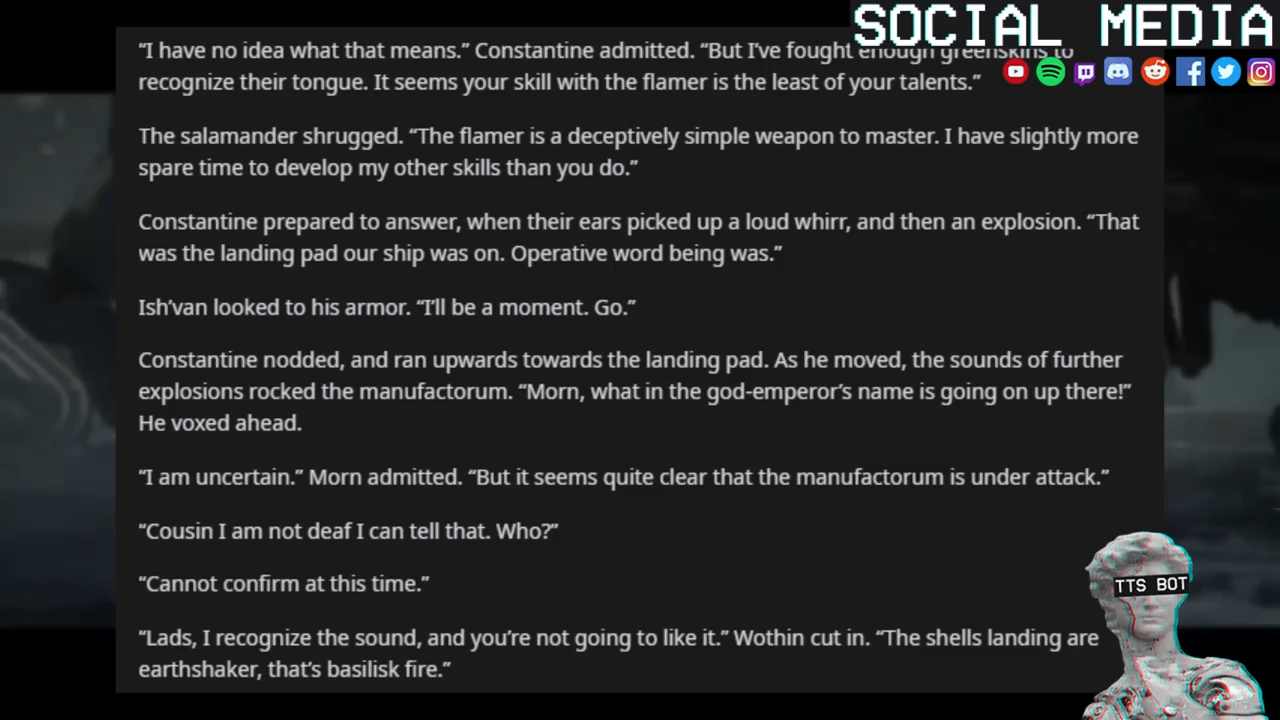 SOCIAL MEDIA
“I have no idea what that means.” Constantine admitted. “But I’ve fought enough greenskins to
recognize their tongue. It seems your skill with the flamer is the least of your talents.”
The salamander shrugged. “The flamer is a deceptively simple weapon to master. I have slightly more
spare time to develop my other skills than you do.”
Constantine prepared to answer, when their ears picked up a loud whirr, and then an explosion. “That
was the landing pad our ship was on. Operative word being was.”
Ish’van looked to his armor. “I’ll be a moment. Go.”
Constantine nodded, and ran upwards towards the landing pad. As he moved, the sounds of further
explosions rocked the manufactorum. “Morn, what in the god-emperor’s name is going on up there!”
He voxed ahead.
“I am uncertain.” Morn admitted. “But it seems quite clear that the manufactorum is under attack.”
“Cousin I am not deaf I can tell that. Who?”
“Cannot confirm at this time.”
“Lads, I recognize the sound, and you’re not going to like it.” Wothin cut in. “The shells landing are
earthshaker, that’s basilisk fire.”
TTS BOT